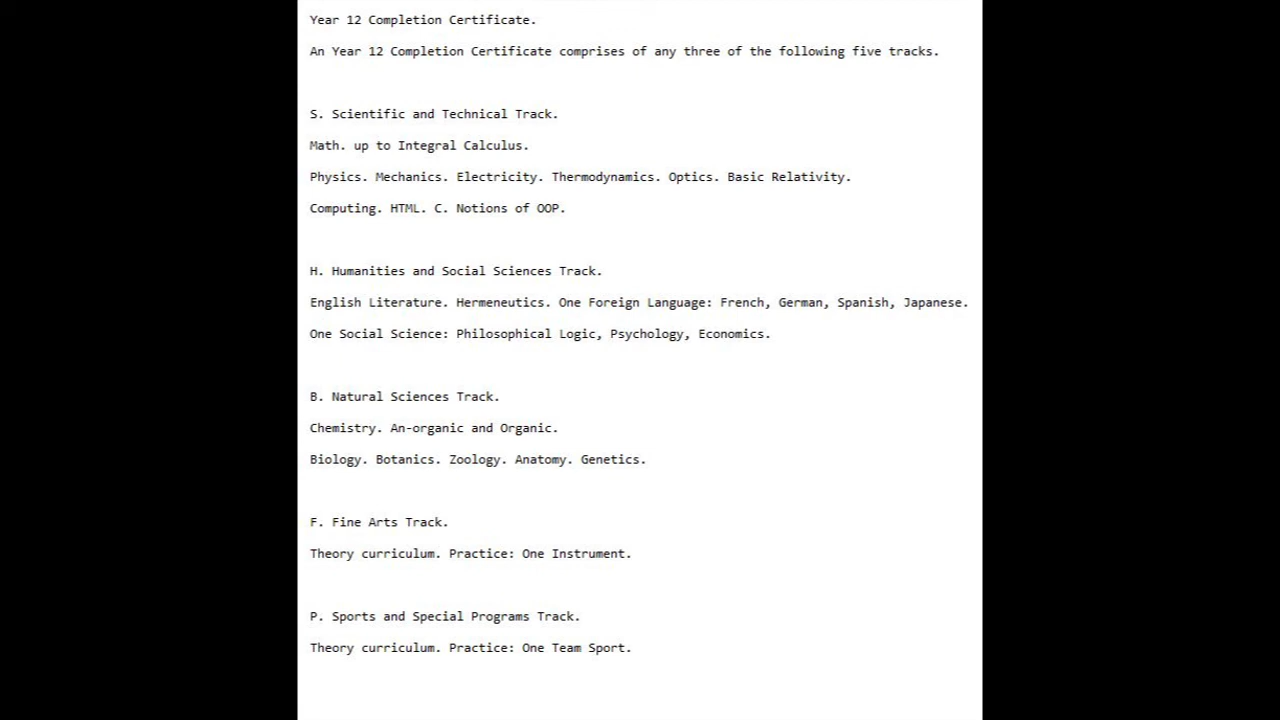 Year 12 Completion Certificate.
An Year 12 Completion Certificate comprises of any three of the following five tracks.
S. Scientific and Technical Track.
Math. up to Integral Calculus.
Physics. Mechanics. Electricity. Thermodynamics. Optics. Basic Relativity.
Computing. HTML. C. Notions of OOP.
H. Humanities and Social Sciences Track.
English Literature. Hermeneutics. One Foreign Language: French, German, Spanish, Japanese.
One Social Science: Philosophical Logic, Psychology, Economics.
B. Natural Sciences Track.
Chemistry. An-organic and Organic.
Biology. Botanics. Zoology. Anatomy. Genetics.
F. Fine Arts Track.
Theory curriculum. Practice: One Instrument.
P. Sports and Special Programs Track.
Theory curriculum. Practice: One Team Sport.